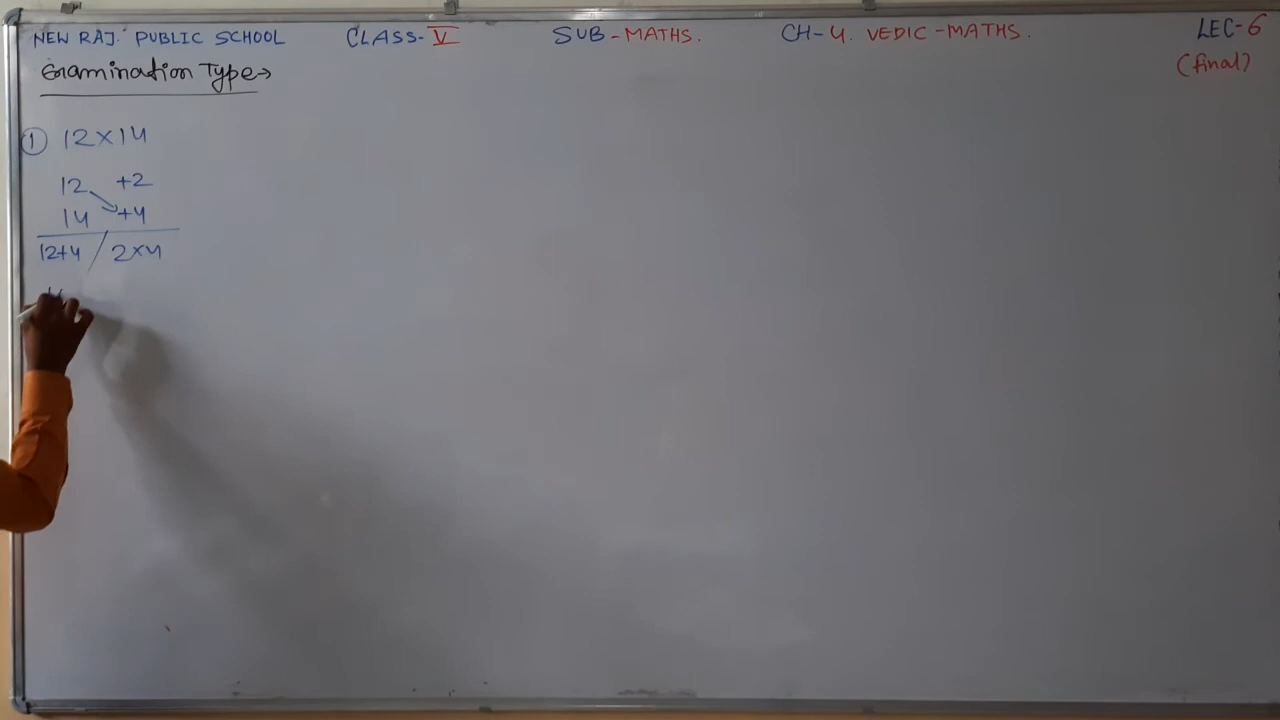 NEW RAJ. PUBLIC SCHOOL CLASS-V SUB-MATHS. CH-4. VEDIC-MATHS. LEC-6
(final)
Examination Type→
① 12×14
12 +2
14 +4
12+4 / 2×4